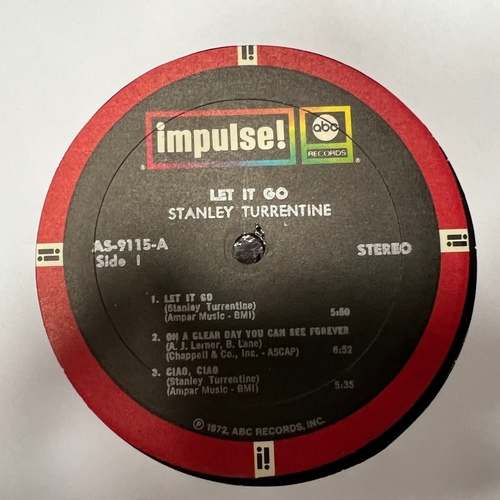 impulse!
abc
RECORDS
LET IT GO
STANLEY TURRENTINE
AS-9115-A
Side 1
STEREO
1. LET IT GO
(Stanley Turrentine)
(Ampar Music - BMI) 5:50
2. ON A CLEAR DAY YOU CAN SEE FOREVER
(A. J. Lerner, B. Lane)
(Chappell & Co., Inc. - ASCAP) 6:52
3. CIAO, CIAO
(Stanley Turrentine)
(Ampar Music - BMI) 5:35
℗ 1972, ABC RECORDS, INC.